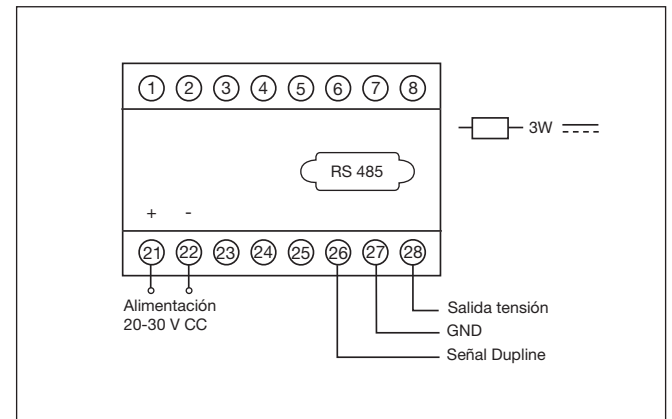 1 2 3 4 5 6 7 8
3W
RS 485
+ -
21 22 23 24 25 26 27 28
Alimentación
20-30 V CC
Salida tensión
GND
Señal Dupline